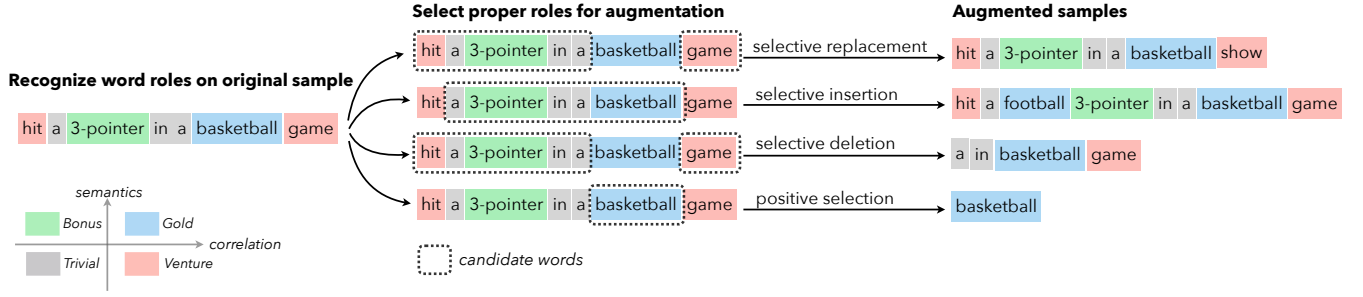 Select proper roles for augmentation
Augmented samples
hit a 3-pointer in a basketball game
selective replacement
hit a 3-pointer in a basketball show
Recognize word roles on original sample
hit a 3-pointer in a basketball game
selective insertion
hit a football 3-pointer in a basketball game
hit a 3-pointer in a basketball game
hit a 3-pointer in a basketball game
selective deletion
a in basketball game
semantics
hit a 3-pointer in a basketball game
positive selection
basketball
Bonus
Gold
correlation
Trivial
Venture
candidate words